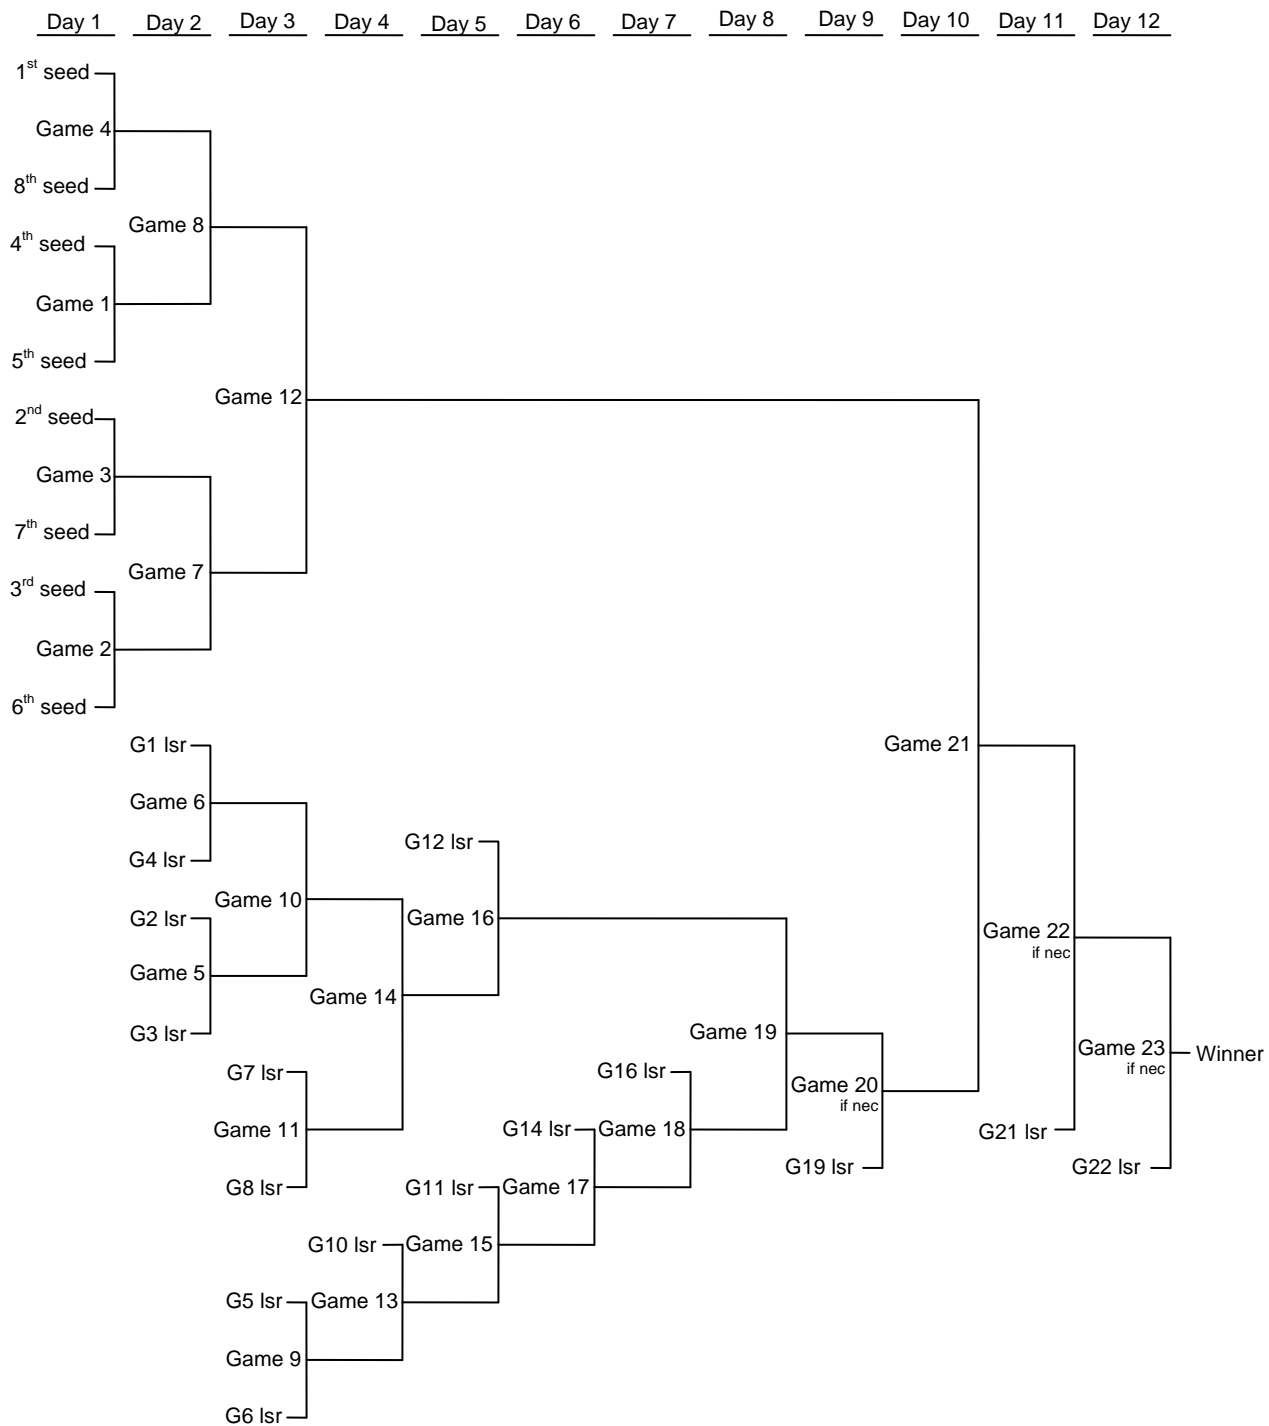 Day 1 Day 2 Day 3 Day 4 Day 5 Day 6 Day 7 Day 8 Day 9 Day 10 Day 11 Day 12
1st seed
Game 4
8th seed
Game 8
4th seed
Game 1
5th seed
Game 12
2nd seed
Game 3
7th seed
Game 7
3rd seed
Game 2
6th seed
G1 lsr
Game 6
G4 lsr
Game 10
G2 lsr
Game 5
G3 lsr
G12 lsr
Game 16
Game 14
G7 lsr
Game 11
G8 lsr
G10 lsr
G5 lsr
Game 13
Game 9
G6 lsr
G11 lsr
Game 15
G14 lsr
Game 17
G16 lsr
Game 18
Game 19
Game 20
if nec
G19 lsr
Game 21
Game 22
if nec
G21 lsr
Game 23
if nec
G22 lsr
Winner